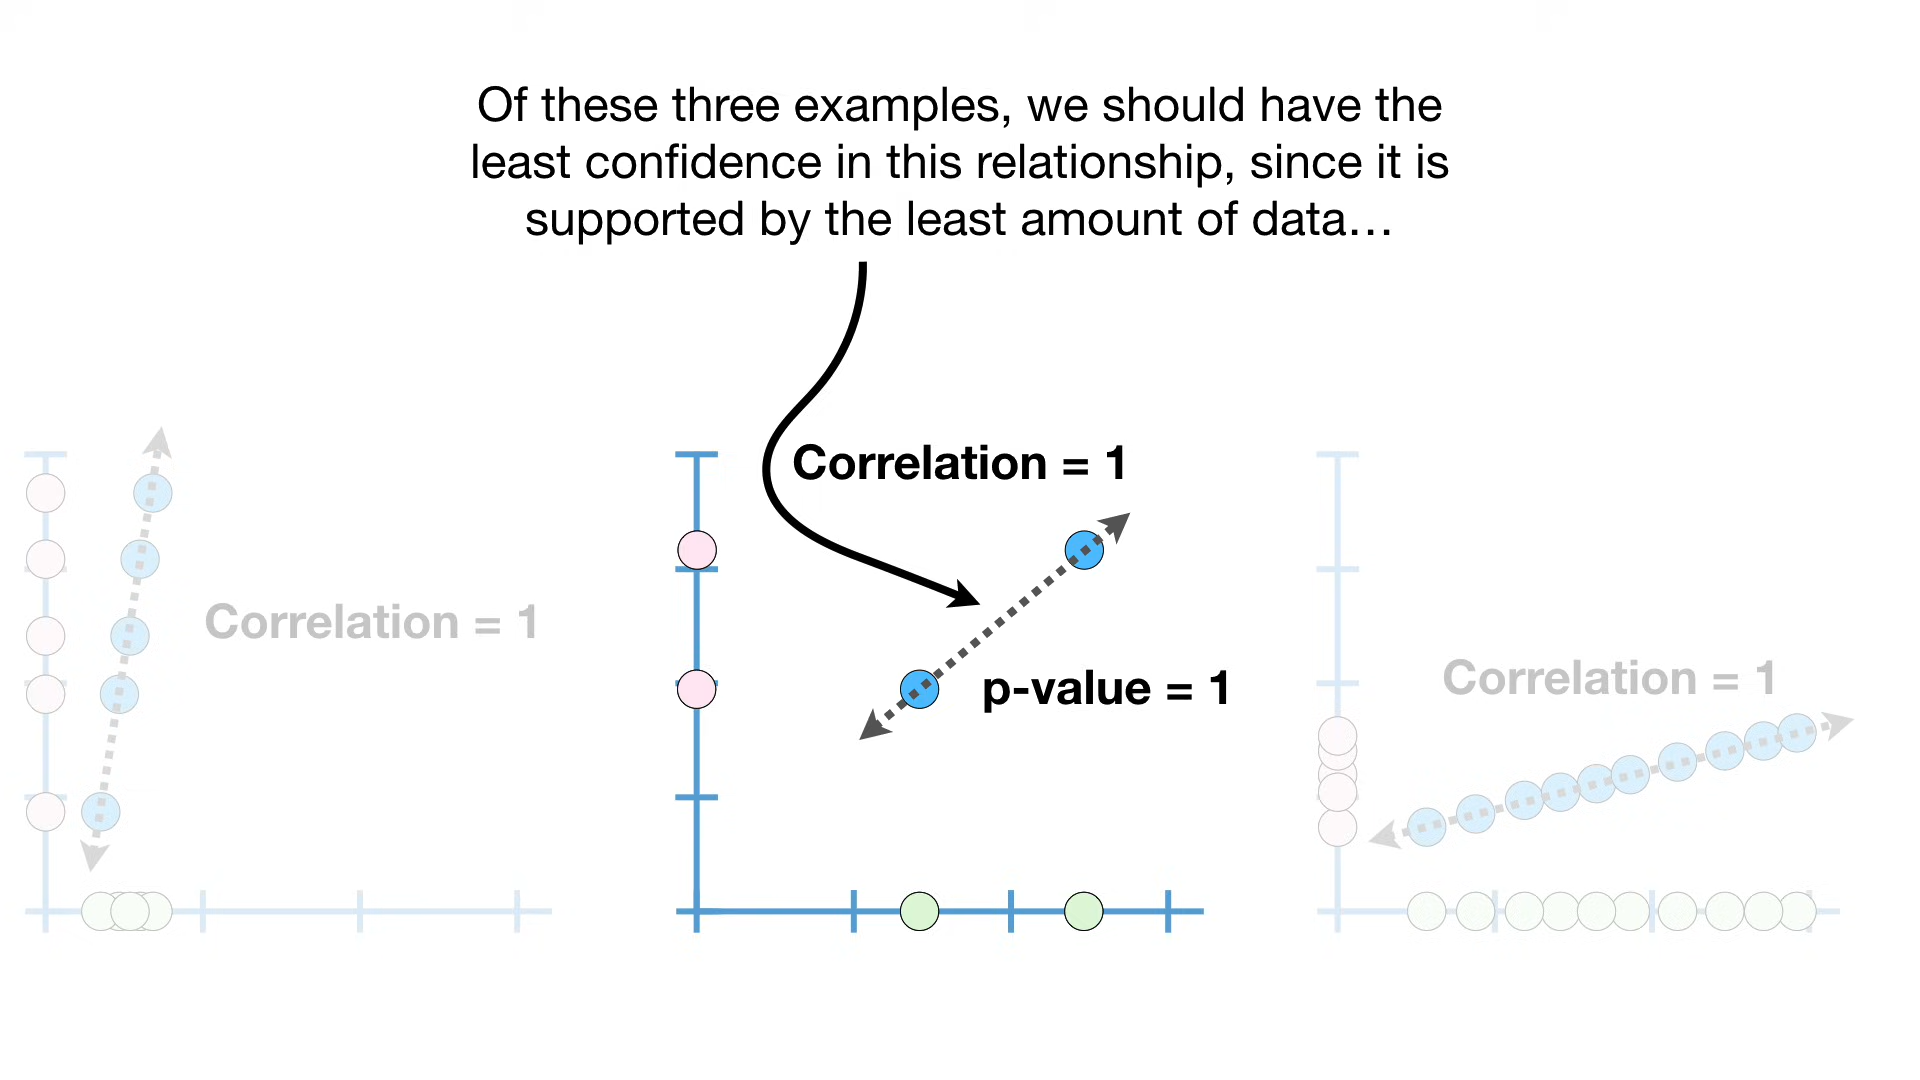 Of these three examples, we should have the
least confidence in this relationship, since it is
supported by the least amount of data…
Correlation = 1
Correlation = 1
p-value = 1
Correlation = 1